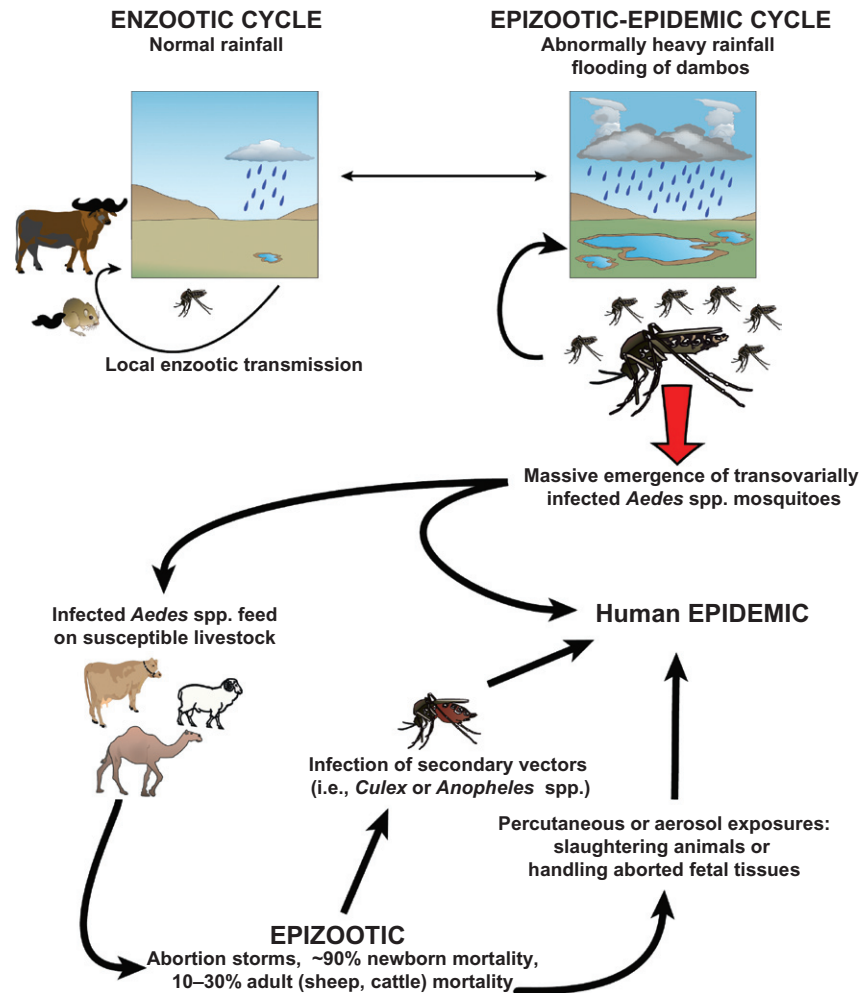 ENZOOTIC CYCLE
Normal rainfall
EPIZOOTIC-EPIDEMIC CYCLE
Abnormally heavy rainfall
flooding of dambos
Local enzootic transmission
Massive emergence of transovarially
infected Aedes spp. mosquitoes
Infected Aedes spp. feed
on susceptible livestock
Human EPIDEMIC
Infection of secondary vectors
(i.e., Culex or Anopheles spp.)
Percutaneous or aerosol exposures:
slaughtering animals or
handling aborted fetal tissues
EPIZOOTIC
Abortion storms, ~90% newborn mortality,
10–30% adult (sheep, cattle) mortality